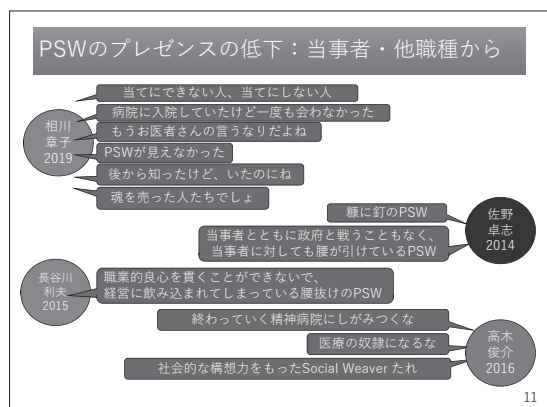 PSWのプレゼンスの低下：当事者・他職種から
相川
章子
2019
当てにできない人、当てにしない人
病院に入院していたけど一度も会わなかった
もうお医者さんの言うなりだよね
PSWが見えなかった
後から知ったけど、いたのにね
魂を売った人たちでしょ
佐野
卓志
2014
糠に釘のPSW
当事者とともに政府と戦うこともなく、
当事者に対しても腰が引けているPSW
長谷川
利夫
2015
職業的良心を貫くことができないで、
経営に飲み込まれてしまっている腰抜けのPSW
高木
俊介
2016
終わっていく精神病院にしがみつくな
医療の奴隷になるな
社会的な構想力をもったSocial Weaver たれ
11